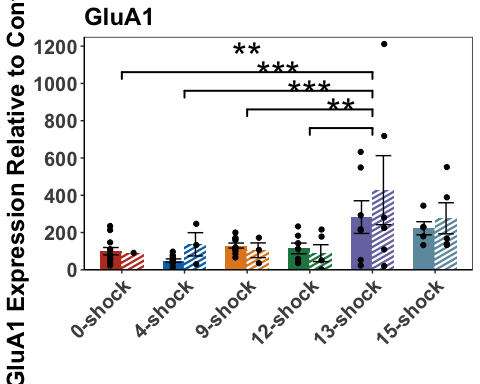 GluA1
GluA1 Expression Relative to Con
1200
1000
800
600
400
200
0
**
***
***
**
0-shock
4-shock
9-shock
12-shock
13-shock
15-shock